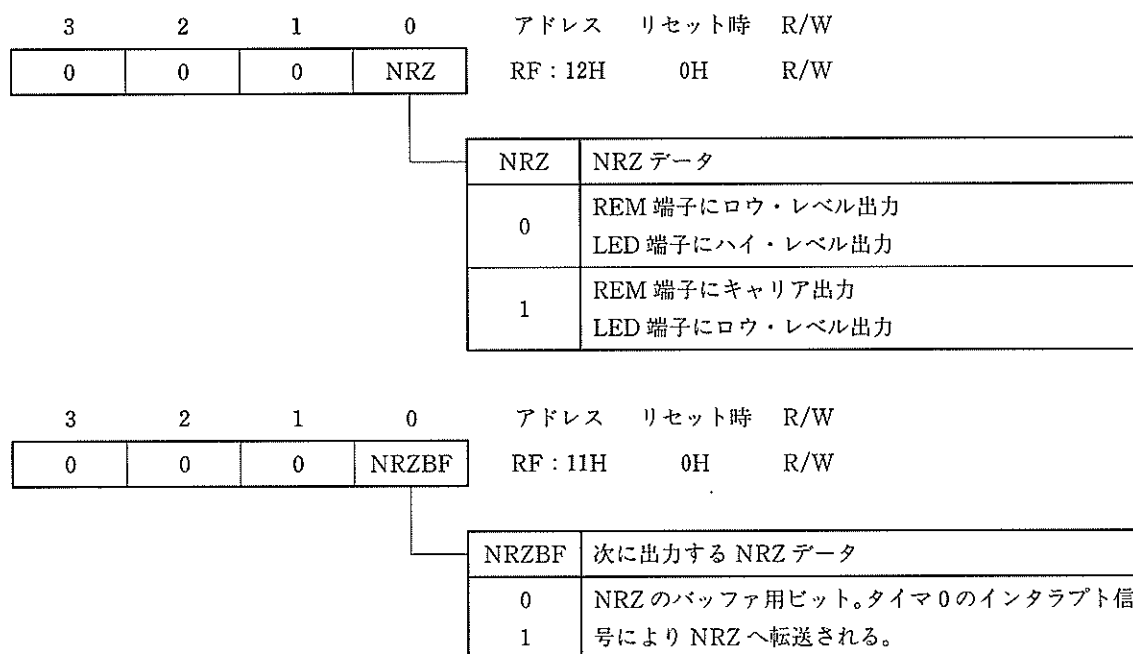 3 2 1 0 アドレス リセット時 R/W
0 0 0 NRZ RF：12H 0H R/W
NRZ NRZ データ
0 REM 端子にロウ・レベル出力
LED 端子にハイ・レベル出力
1 REM 端子にキャリア出力
LED 端子にロウ・レベル出力
3 2 1 0 アドレス リセット時 R/W
0 0 0 NRZBF RF：11H 0H R/W
NRZBF 次に出力する NRZ データ
0 NRZ のバッファ用ビット。タイマ 0 のインタラプト信
1 号により NRZ へ転送される。